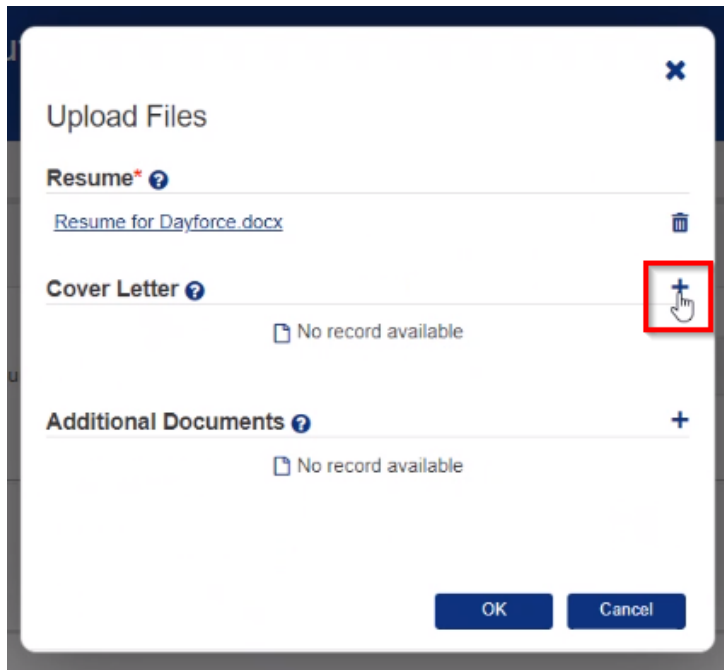 Upload Files
Resume*
Resume for Dayforce.docx
Cover Letter
No record available
Additional Documents
No record available
OK Cancel